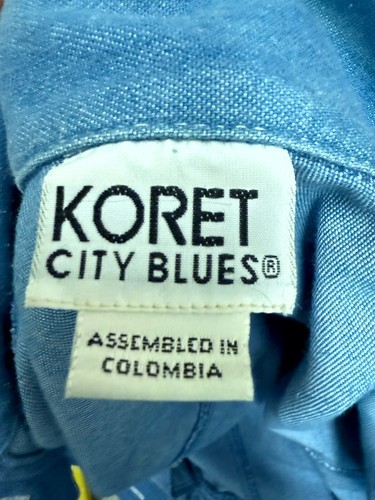 KORET
CITY BLUES®
ASSEMBLED IN
COLOMBIA